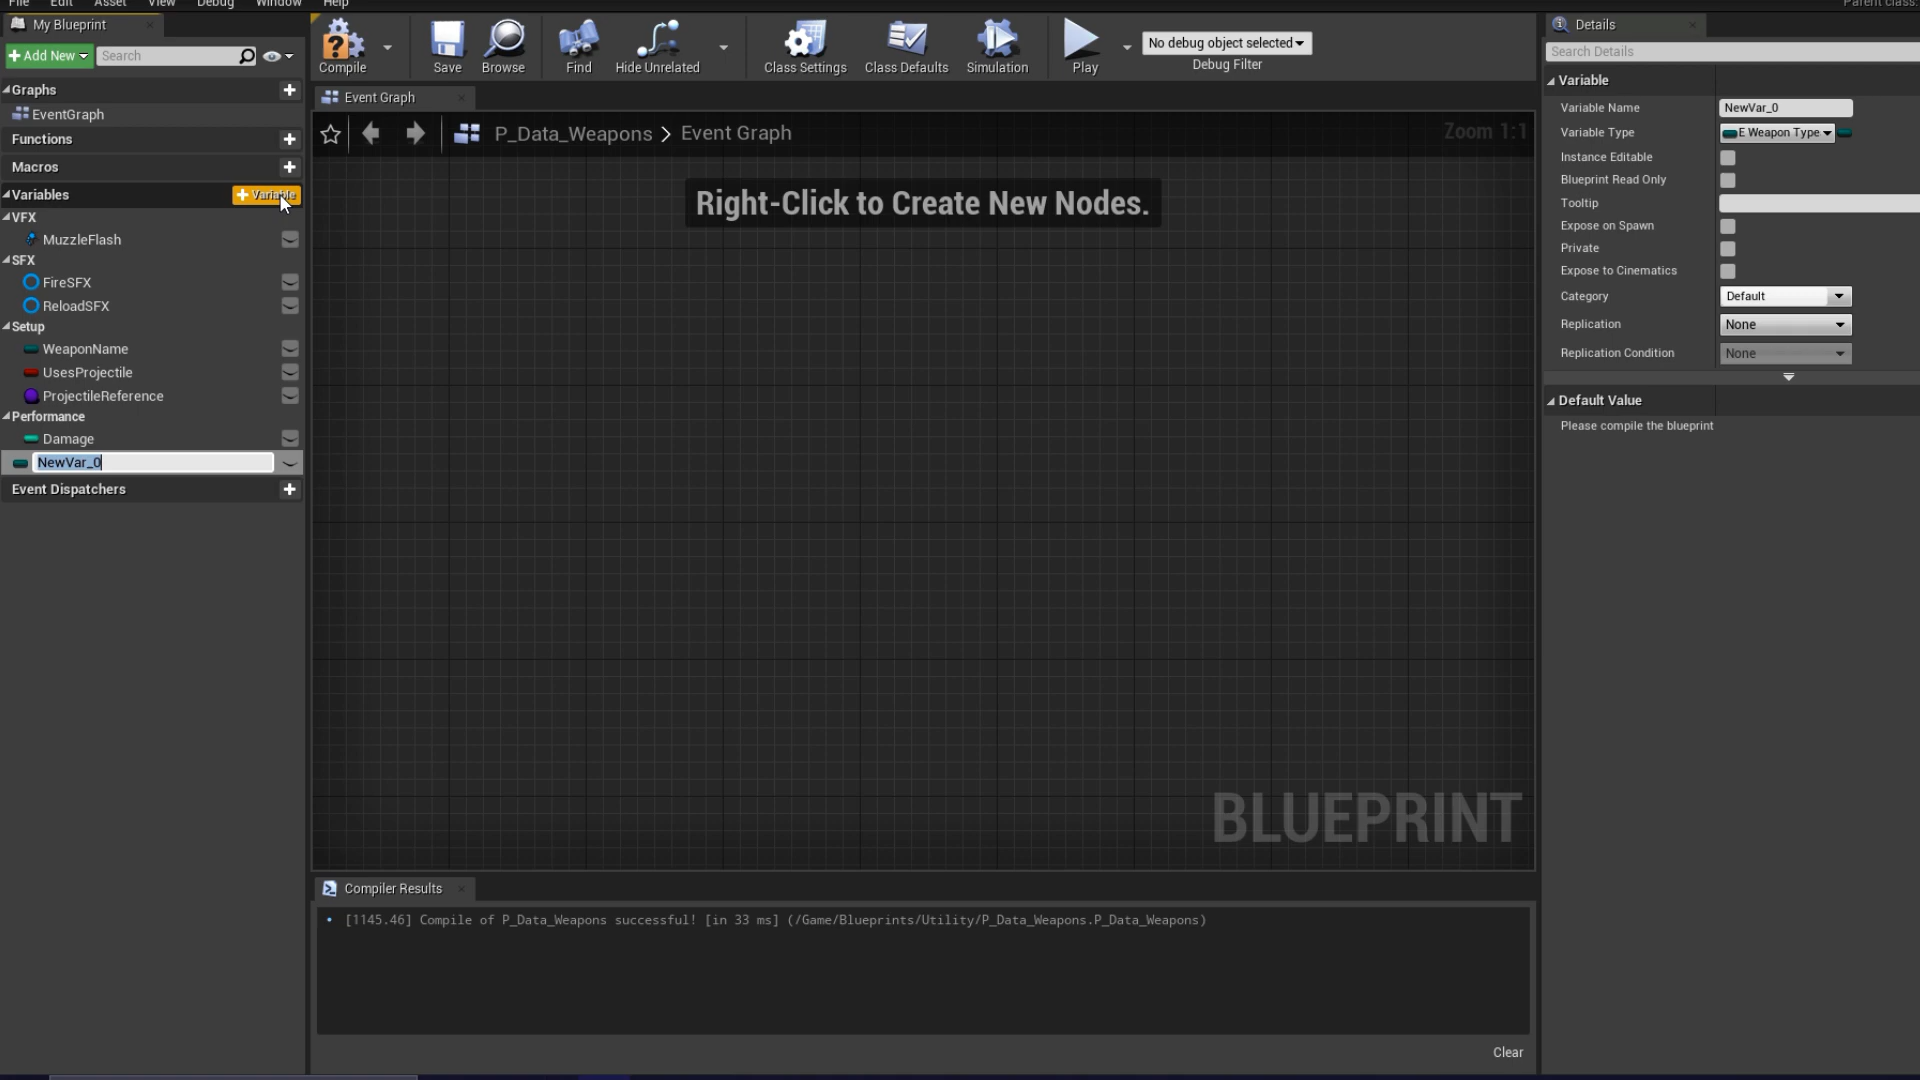 File Edit Asset View Debug Window Help
Parent class:
My Blueprint
Add New
Search
Graphs
EventGraph
Functions
Macros
Variables
Variable
VFX
MuzzleFlash
SFX
FireSFX
ReloadSFX
Setup
WeaponName
UsesProjectile
ProjectileReference
Performance
Damage
NewVar_0
Event Dispatchers
Compile
Save
Browse
Find
Hide Unrelated
Class Settings
Class Defaults
Simulation
Play
No debug object selected
Debug Filter
Event Graph
P_Data_Weapons > Event Graph
Zoom 1:1
Right-Click to Create New Nodes.
BLUEPRINT
Compiler Results
[1145.46] Compile of P_Data_Weapons successful! [in 33 ms] (/Game/Blueprints/Utility/P_Data_Weapons.P_Data_Weapons)
Clear
Details
Search Details
Variable
Variable Name NewVar_0
Variable Type E Weapon Type
Instance Editable
Blueprint Read Only
Tooltip
Expose on Spawn
Private
Expose to Cinematics
Category Default
Replication None
Replication Condition None
Default Value
Please compile the blueprint